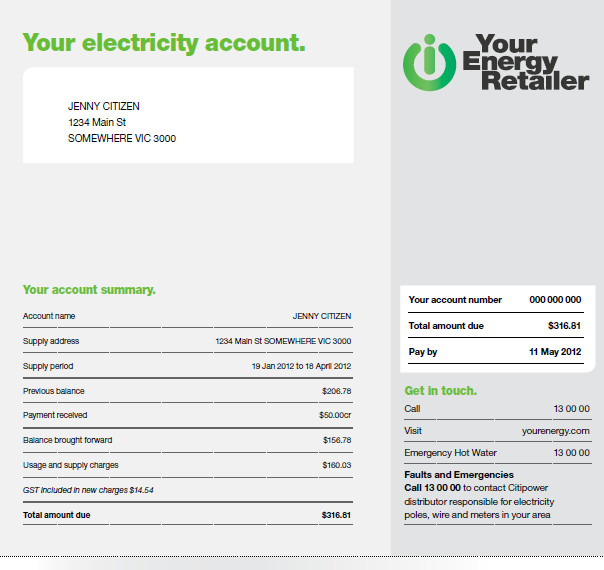 Your electricity account.
JENNY CITIZEN
1234 Main St
SOMEWHERE VIC 3000
Your
Energy
Retailer
Your account summary.
Account name JENNY CITIZEN
Supply address 1234 Main St SOMEWHERE VIC 3000
Supply period 19 Jan 2012 to 18 April 2012
Previous balance $206.78
Payment received $50.00cr
Balance brought forward $156.78
Usage and supply charges $160.03
GST included in new charges $14.54
Total amount due $316.81
Your account number 000 000 000
Total amount due $316.81
Pay by 11 May 2012
Get in touch.
Call 13 00 00
Visit yourenergy.com
Emergency Hot Water 13 00 00
Faults and Emergencies
Call 13 00 00 to contact Citipower
distributor responsible for electricity
poles, wire and meters in your area